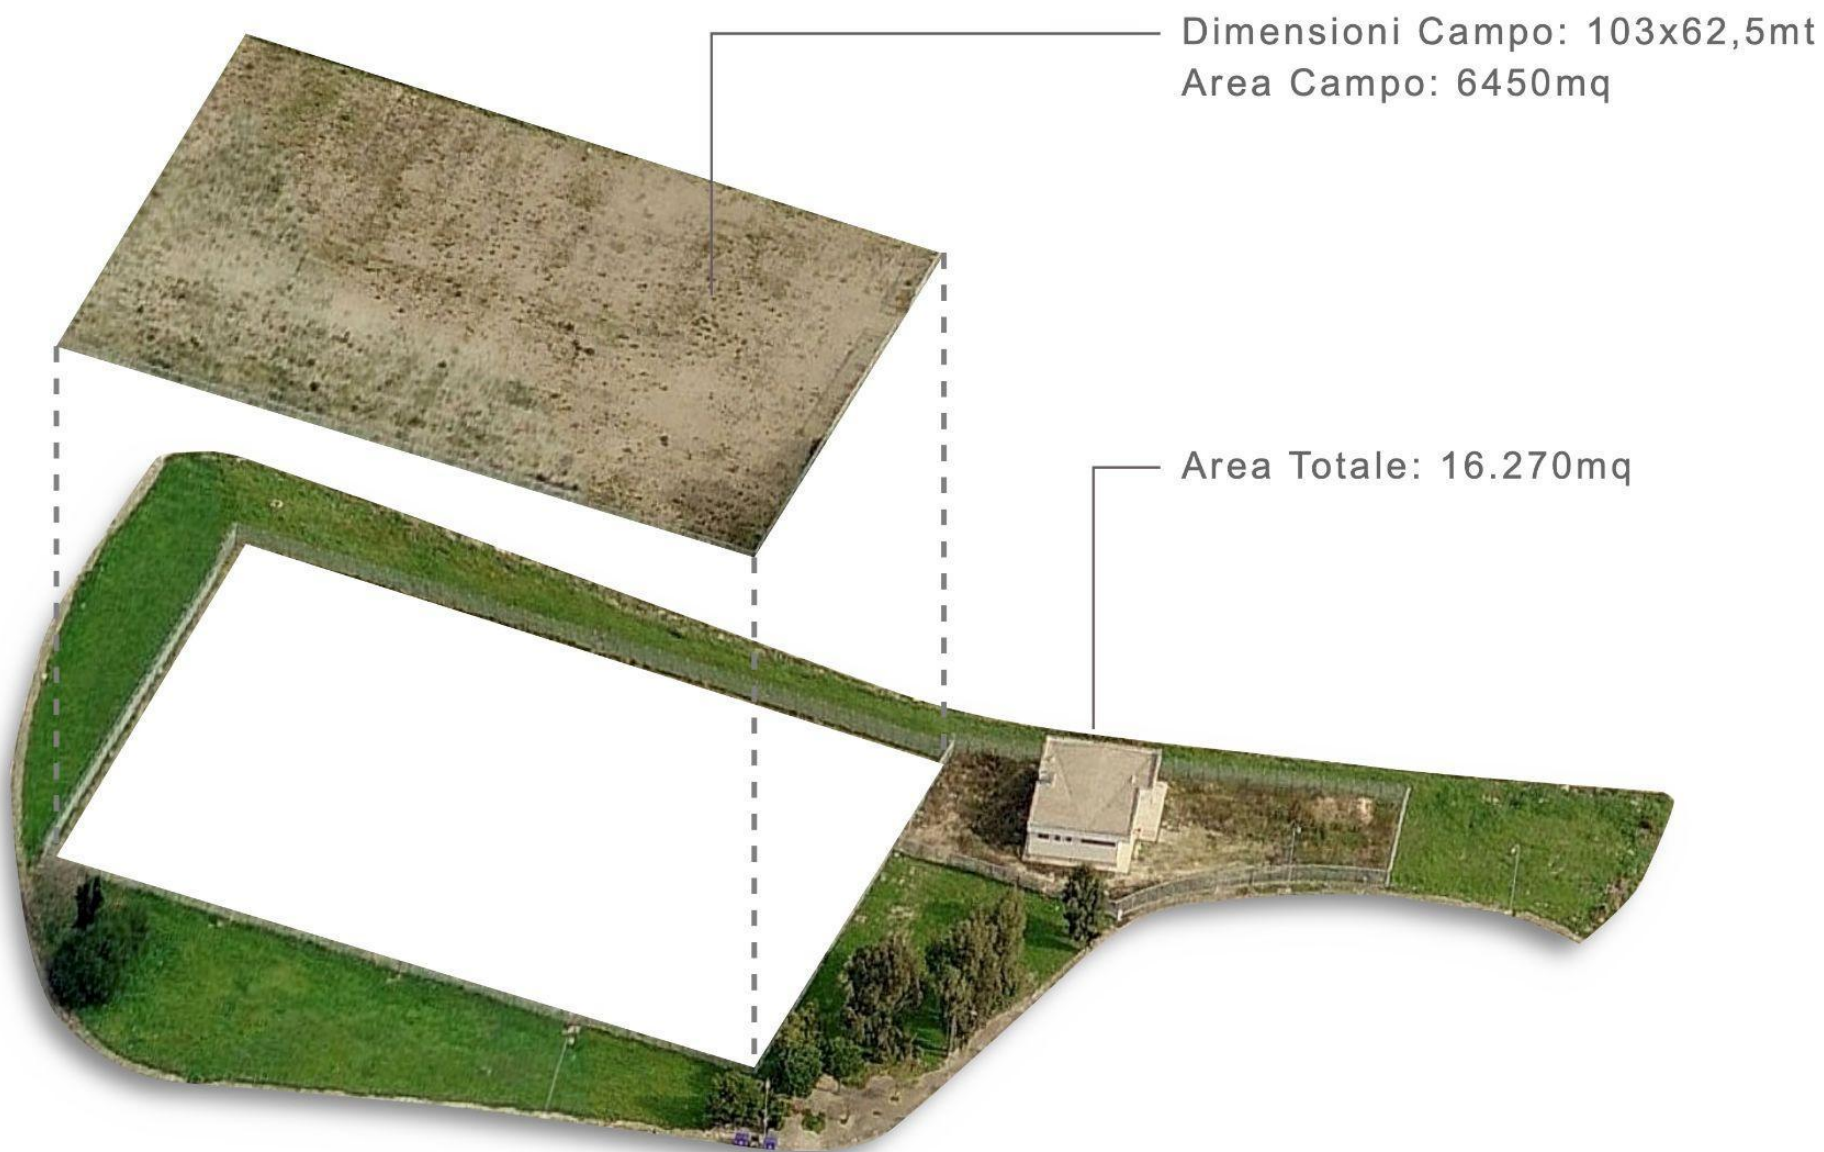 Dimensioni Campo: 103x62,5mt
Area Campo: 6450mq
Area Totale: 16.270mq